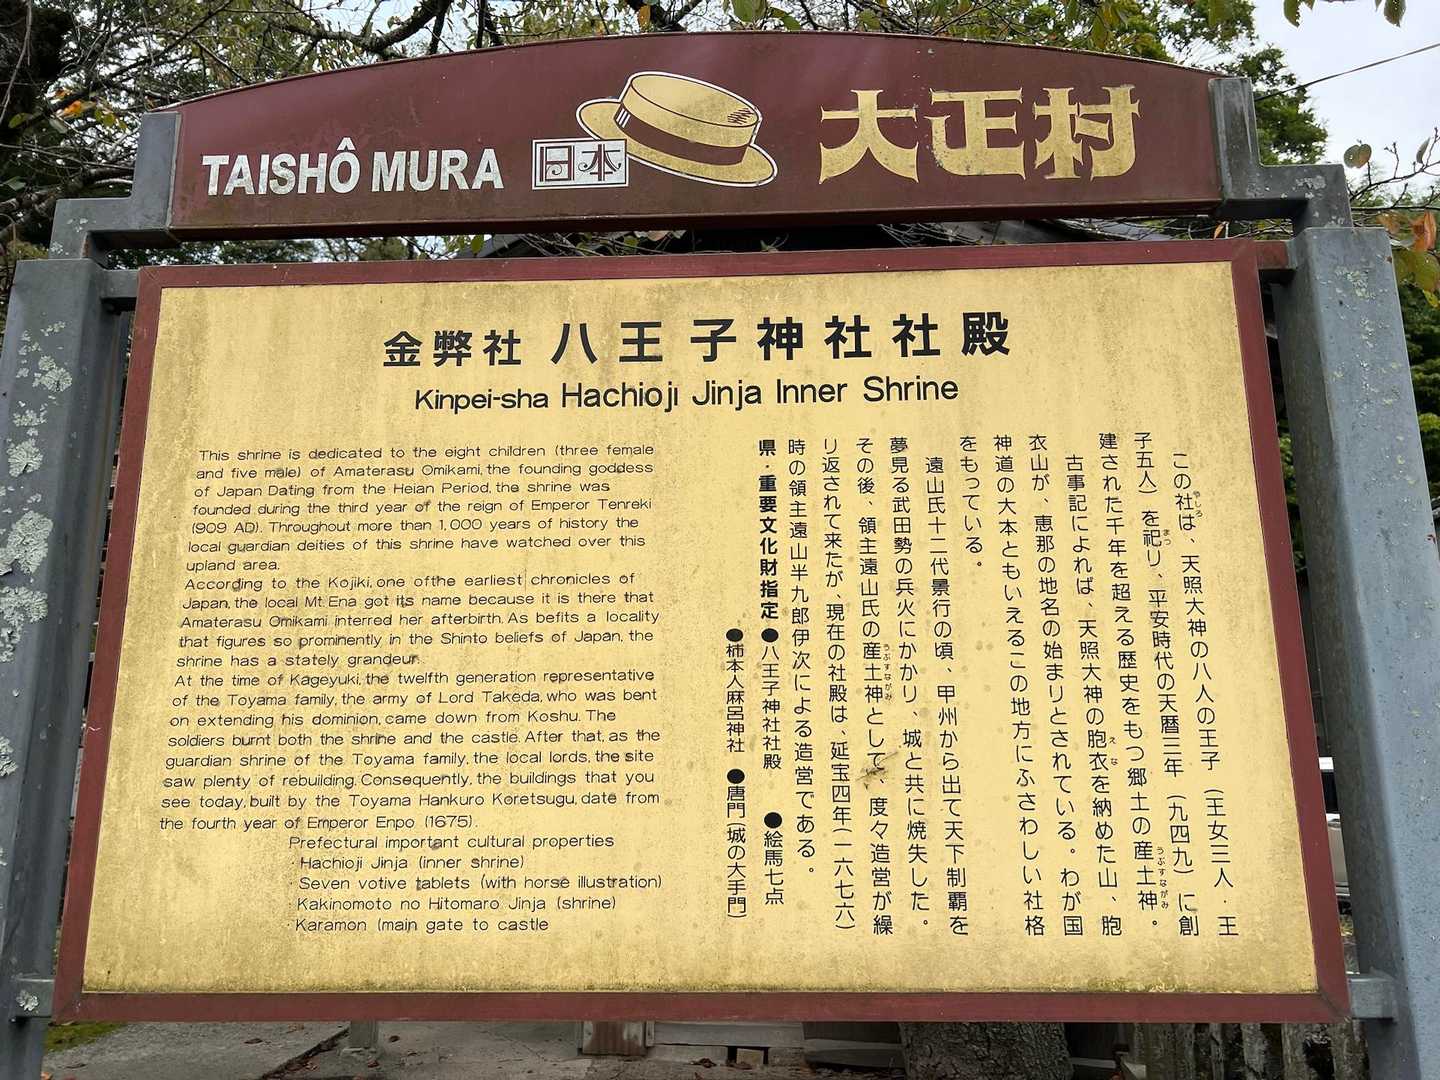 TAISHÔ MURA
日本
大正村
金弊社 八王子神社社殿
Kinpei-sha Hachioji Jinja Inner Shrine
This shrine is dedicated to the eight children (three female
and five male) of Amaterasu Omikami, the founding goddess
of Japan Dating from the Heian Period, the shrine was
founded during the third year of the reign of Emperor Tenreki
(909 AD). Throughout more than 1,000 years of history the
local guardian deities of this shrine have watched over this
upland area.
According to the Kojiki, one ofthe earliest chronicles of
Japan, the local Mt. Ena got its name because it is there that
Amaterasu Omikami interred her afterbirth. As befits a locality
that figures so prominently in the Shinto beliefs of Japan, the
shrine has a stately grandeur.
At the time of Kageyuki, the twelfth generation representative
of the Toyama family, the army of Lord Takeda, who was bent
on extending his dominion, came down from Koshu. The
soldiers burnt both the shrine and the castle. After that, as the
guardian shrine of the Toyama family, the local lords, the site
saw plenty of rebuilding. Consequently, the buildings that you
see today, built by the Toyama Hankuro Koretsugu, date from
the fourth year of Emperor Enpo (1675).
Prefectural important cultural properties
·Hachioji Jinja (inner shrine)
·Seven votive tablets (with horse illustration)
·Kakinomoto no Hitomaro Jinja (shrine)
·Karamon (main gate to castle
この社は、天照大神の八人の王子（王女三人・王
やしろ
子五人）を祀り、平安時代の天暦三年（九四九）に創
まつ
建された千年を超える歴史をもつ郷土の産土神。
うぶすながみ
古事記によれば、天照大神の胞衣を納めた山、胞
えな
衣山が、恵那の地名の始まりとされている。わが国
神道の大本ともいえるこの地方にふさわしい社格
をもっている。
遠山氏十二代景行の頃、甲州から出て天下制覇を
夢見る武田勢の兵火にかかり、城と共に焼失した。
その後、領主遠山氏の産土神として、度々造営が繰
うぶすながみ
り返されて来たが、現在の社殿は、延宝四年（一六七六）
時の領主遠山半九郎伊次による造営である。
県・重要文化財指定 ●八王子神社社殿 ●絵馬七点
●柿本人麻呂神社 ●唐門（城の大手門）